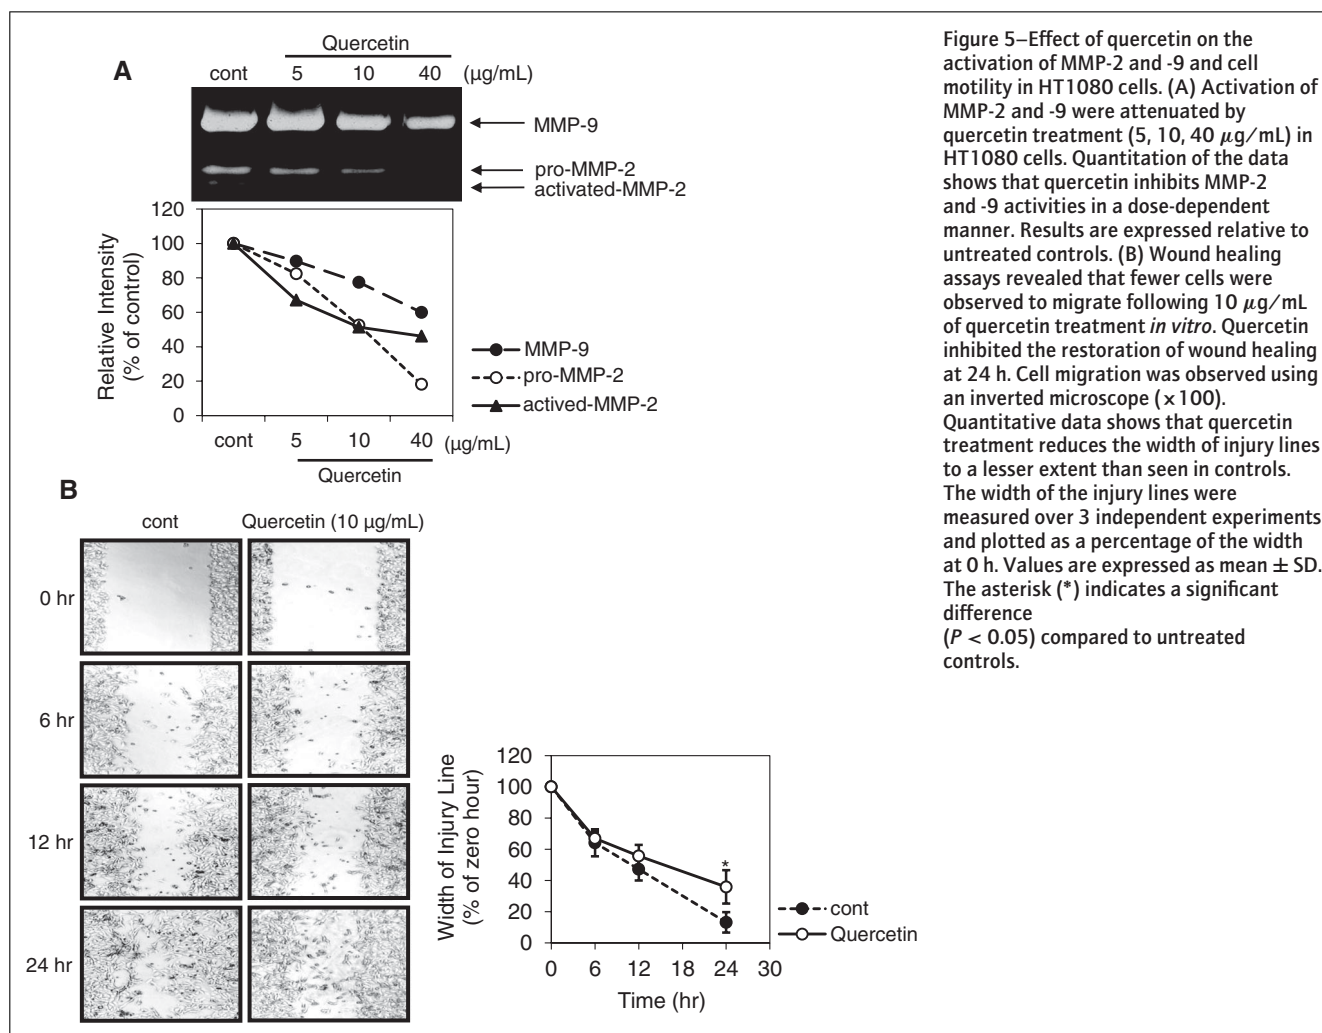 A
Quercetin
cont 5 10 40 (µg/mL)
MMP-9
pro-MMP-2
activated-MMP-2
Relative Intensity
(% of control)
120
100
80
60
40
20
0
cont 5 10 40 (µg/mL)
Quercetin
MMP-9
pro-MMP-2
actived-MMP-2
B
cont Quercetin (10 µg/mL)
0 hr
6 hr
12 hr
24 hr
Width of Injury Line
(% of zero hour)
120
100
80
60
40
20
0
*
0 6 12 18 24 30
Time (hr)
cont
Quercetin
Figure 5–Effect of quercetin on the
activation of MMP-2 and -9 and cell
motility in HT1080 cells. (A) Activation of
MMP-2 and -9 were attenuated by
quercetin treatment (5, 10, 40 µg/mL) in
HT1080 cells. Quantitation of the data
shows that quercetin inhibits MMP-2
and -9 activities in a dose-dependent
manner. Results are expressed relative to
untreated controls. (B) Wound healing
assays revealed that fewer cells were
observed to migrate following 10 µg/mL
of quercetin treatment in vitro. Quercetin
inhibited the restoration of wound healing
at 24 h. Cell migration was observed using
an inverted microscope (×100).
Quantitative data shows that quercetin
treatment reduces the width of injury lines
to a lesser extent than seen in controls.
The width of the injury lines were
measured over 3 independent experiments
and plotted as a percentage of the width
at 0 h. Values are expressed as mean ± SD.
The asterisk (*) indicates a significant
difference
(P < 0.05) compared to untreated
controls.